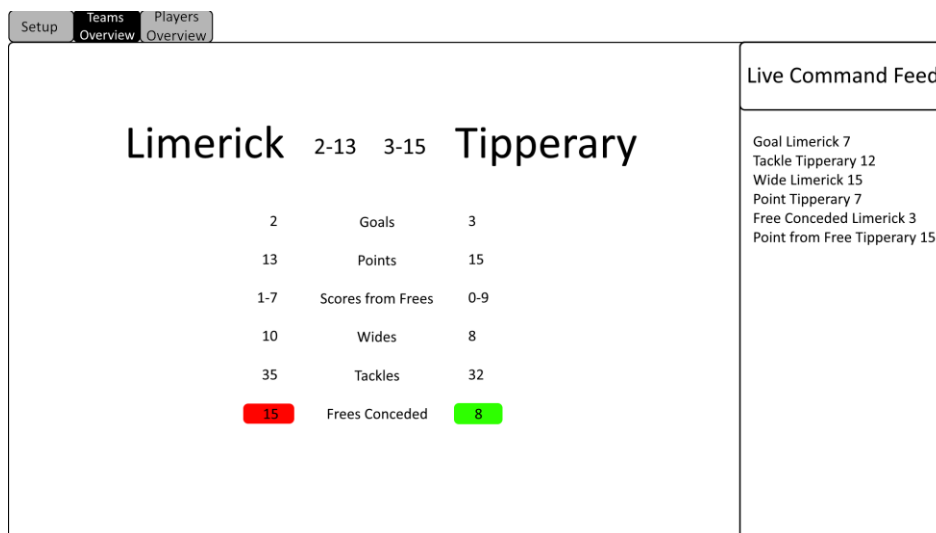 Setup
Teams
Overview
Players
Overview
Live Command Feed
Limerick 2-13 3-15 Tipperary
2 Goals 3
13 Points 15
1-7 Scores from Frees 0-9
10 Wides 8
35 Tackles 32
15 Frees Conceded 8
Goal Limerick 7
Tackle Tipperary 12
Wide Limerick 15
Point Tipperary 7
Free Conceded Limerick 3
Point from Free Tipperary 15